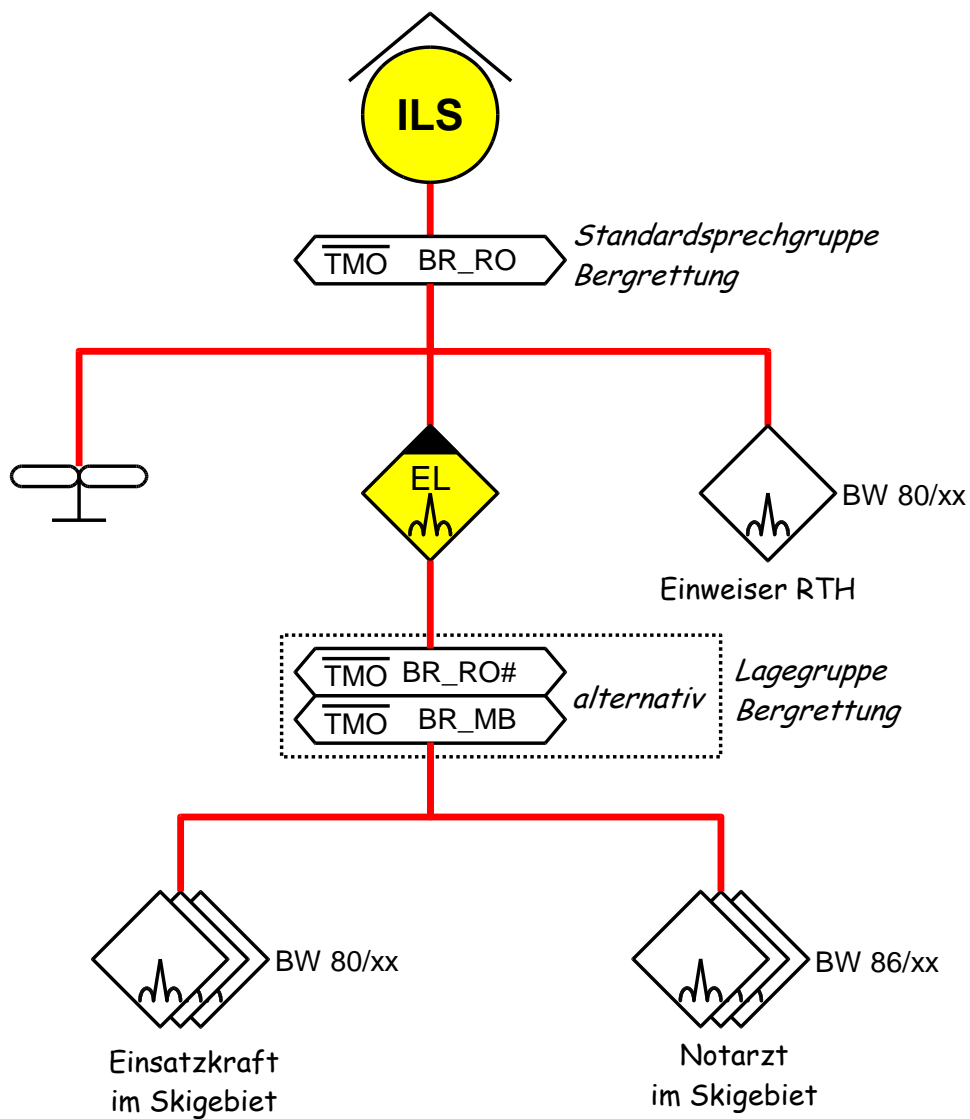 ILS
TMO BR_RO
Standardsprechgruppe
Bergrettung
EL
BW 80/xx
Einweiser RTH
TMO BR_RO#
TMO BR_MB
alternativ
Lagegruppe
Bergrettung
BW 80/xx
BW 86/xx
Einsatzkraft
im Skigebiet
Notarzt
im Skigebiet